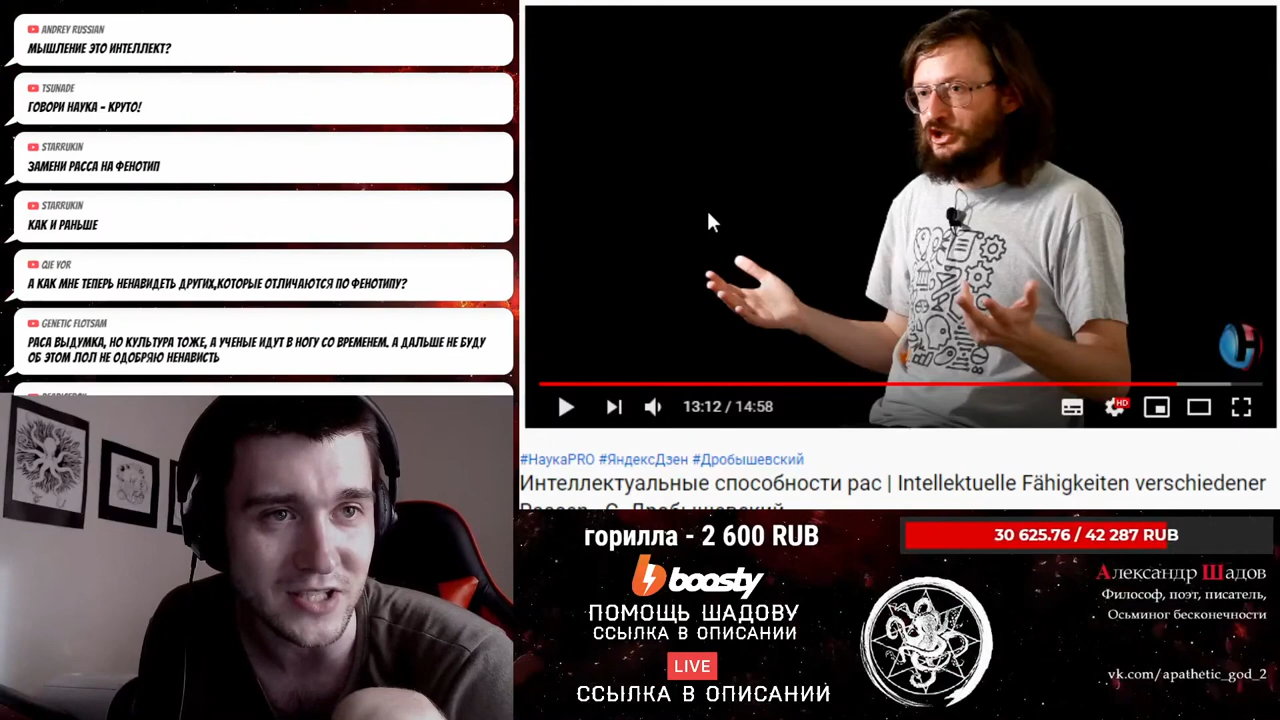 ANDREY RUSSIAN
МЫШЛЕНИЕ ЭТО ИНТЕЛЛЕКТ?
TSUNADE
ГОВОРИ НАУКА - КРУТО!
STARRUKIN
ЗАМЕНИ РАССА НА ФЕНОТИП
STARRUKIN
КАК И РАНЬШЕ
QIE YOR
А КАК МНЕ ТЕПЕРЬ НЕНАВИДЕТЬ ДРУГИХ,КОТОРЫЕ ОТЛИЧАЮТСЯ ПО ФЕНОТИПУ?
GENETIC FLOTSAM
РАСА ВЫДУМКА, НО КУЛЬТУРА ТОЖЕ, А УЧЕНЫЕ ИДУТ В НОГУ СО ВРЕМЕНЕМ. А ДАЛЬШЕ НЕ БУДУ
ОБ ЭТОМ ЛОЛ НЕ ОДОБРЯЮ НЕНАВИСТЬ
13:12 / 14:58
HD
#НаукаPRO #ЯндексДзен #Дробышевский
Интеллектуальные способности рас | Intellektuelle Fähigkeiten verschiedener
горилла - 2 600 RUB
boosty
ПОМОЩЬ ШАДОВУ
ССЫЛКА В ОПИСАНИИ
LIVE
ССЫЛКА В ОПИСАНИИ
30 625.76 / 42 287 RUB
Александр Шадов
Философ, поэт, писатель,
Осьминог бесконечности
vk.com/apathetic_god_2